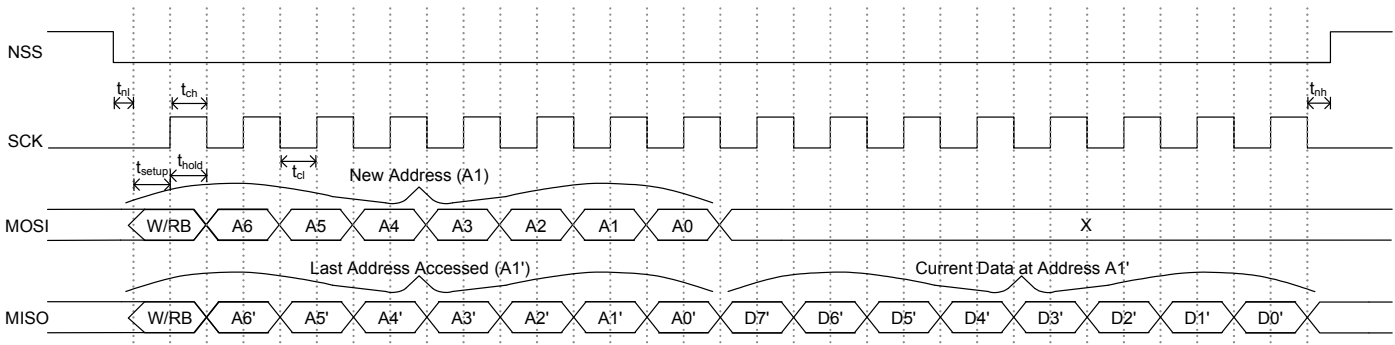 NSS
t_nl t_ch t_nh
SCK
t_setup t_hold t_cl
New Address (A1)
MOSI W/RB A6 A5 A4 A3 A2 A1 A0 X
Last Address Accessed (A1') Current Data at Address A1'
MISO W/RB A6' A5' A4' A3' A2' A1' A0' D7' D6' D5' D4' D3' D2' D1' D0'